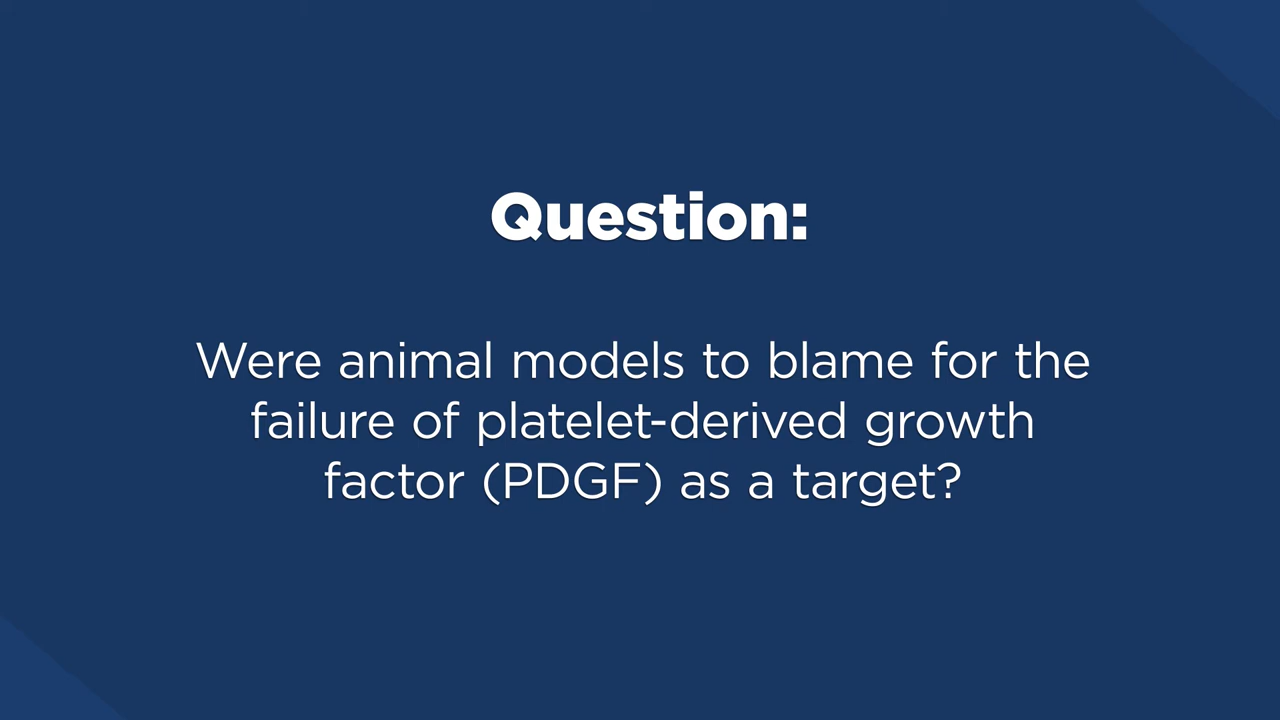 Question:
Were animal models to blame for the
failure of platelet-derived growth
factor (PDGF) as a target?